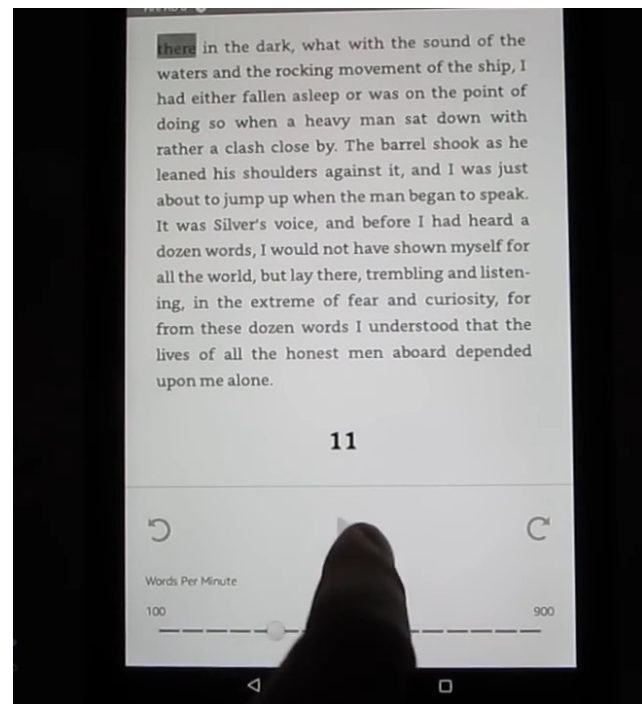 there in the dark, what with the sound of the
waters and the rocking movement of the ship, I
had either fallen asleep or was on the point of
doing so when a heavy man sat down with
rather a clash close by. The barrel shook as he
leaned his shoulders against it, and I was just
about to jump up when the man began to speak.
It was Silver's voice, and before I had heard a
dozen words, I would not have shown myself for
all the world, but lay there, trembling and listen-
ing, in the extreme of fear and curiosity, for
from these dozen words I understood that the
lives of all the honest men aboard depended
upon me alone.
11
Words Per Minute
100
900